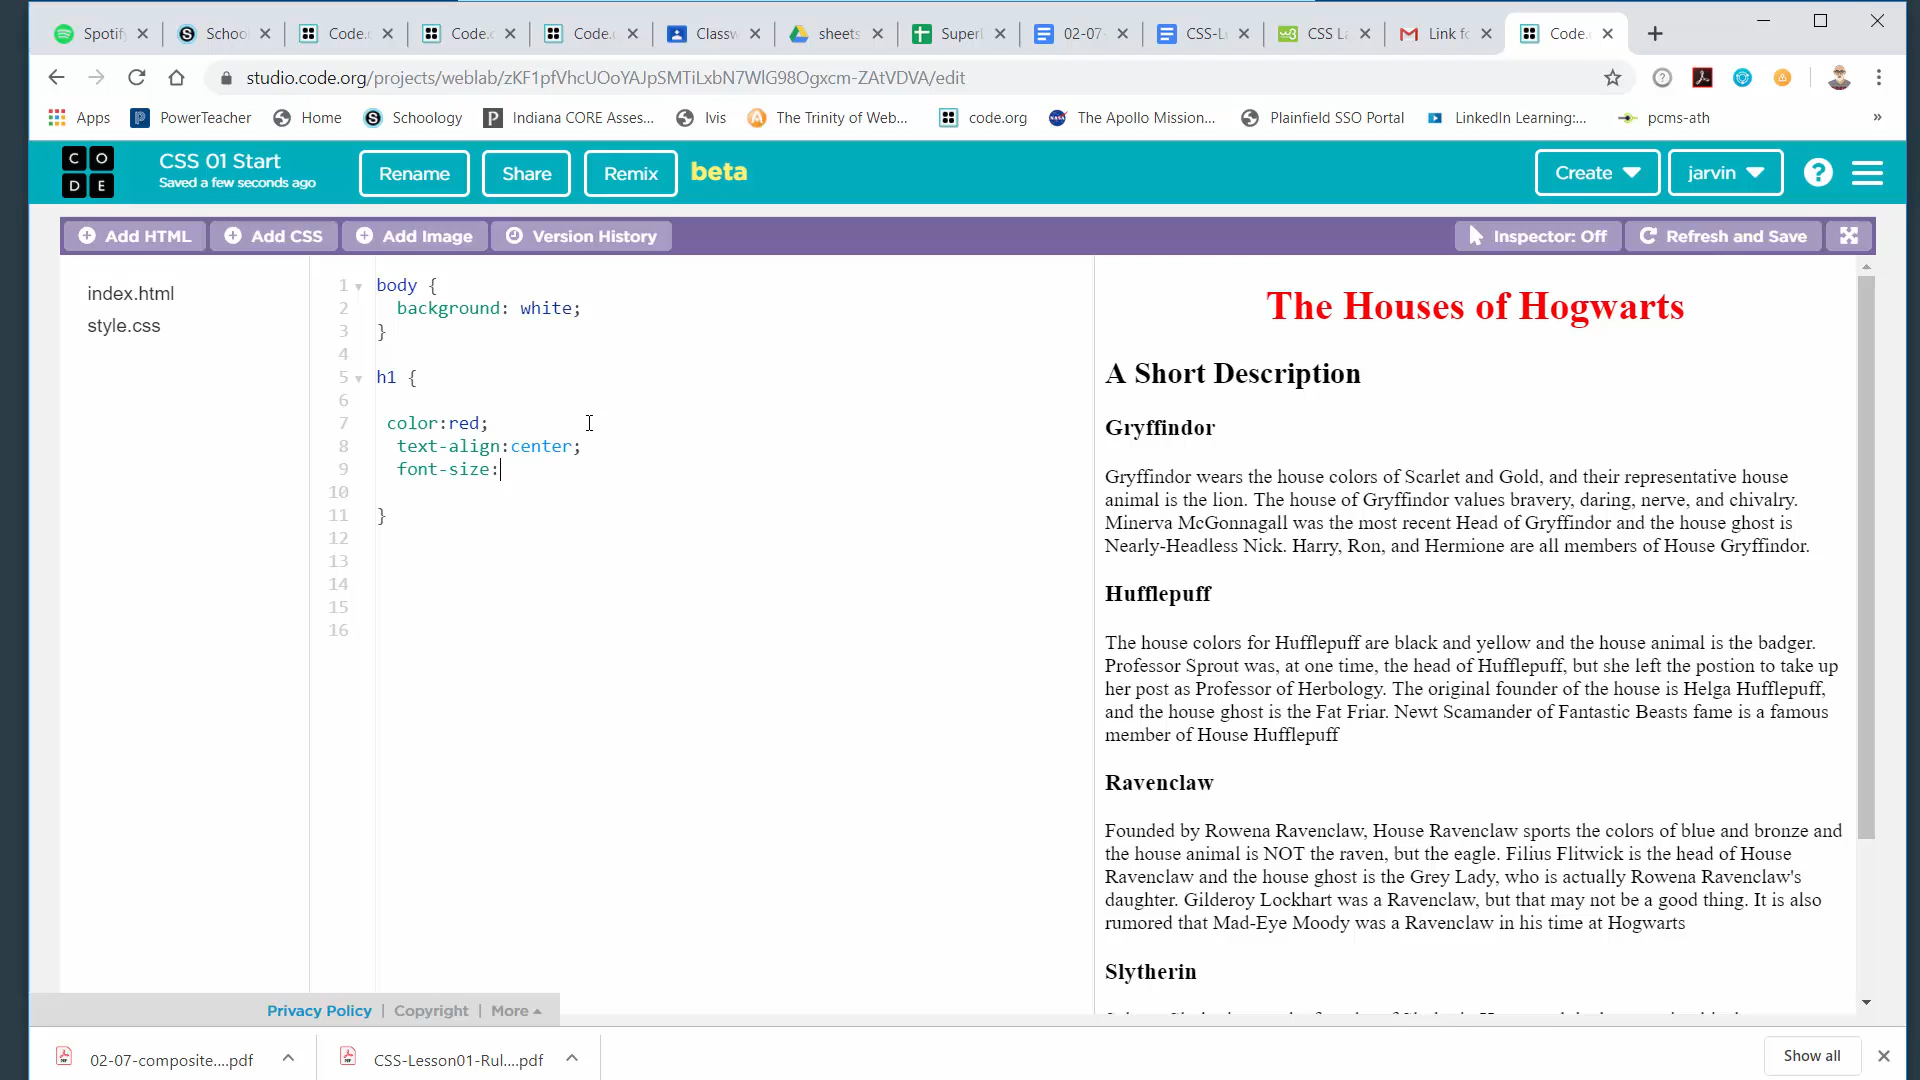 Spotify
Schoo
Code.
Code.
Code.
Classw
sheets
Super
02-07
CSS-L
CSS La
Link fo
Code.
studio.code.org/projects/weblab/zKF1pfVhcUOoYAJpSMTiLxbN7WlG98Ogxcm-ZAtVDVA/edit
Apps
PowerTeacher
Home
Schoology
Indiana CORE Asses...
Ivis
The Trinity of Web...
code.org
The Apollo Mission...
Plainfield SSO Portal
LinkedIn Learning:...
pcms-ath
»
C O
D E
CSS 01 Start
Saved a few seconds ago
Rename
Share
Remix
beta
Create
jarvin
?
Add HTML
Add CSS
Add Image
Version History
Inspector: Off
Refresh and Save
index.html
style.css
1 body {
2 background: white;
3 }
4
5 h1 {
6
7 color:red;
8 text-align:center;
9 font-size:
10
11 }
12
13
14
15
16
The Houses of Hogwarts
A Short Description
Gryffindor
Gryffindor wears the house colors of Scarlet and Gold, and their representative house
animal is the lion. The house of Gryffindor values bravery, daring, nerve, and chivalry.
Minerva McGonnagall was the most recent Head of Gryffindor and the house ghost is
Nearly-Headless Nick. Harry, Ron, and Hermione are all members of House Gryffindor.
Hufflepuff
The house colors for Hufflepuff are black and yellow and the house animal is the badger.
Professor Sprout was, at one time, the head of Hufflepuff, but she left the postion to take up
her post as Professor of Herbology. The original founder of the house is Helga Hufflepuff,
and the house ghost is the Fat Friar. Newt Scamander of Fantastic Beasts fame is a famous
member of House Hufflepuff
Ravenclaw
Founded by Rowena Ravenclaw, House Ravenclaw sports the colors of blue and bronze and
the house animal is NOT the raven, but the eagle. Filius Flitwick is the head of House
Ravenclaw and the house ghost is the Grey Lady, who is actually Rowena Ravenclaw's
daughter. Gilderoy Lockhart was a Ravenclaw, but that may not be a good thing. It is also
rumored that Mad-Eye Moody was a Ravenclaw in his time at Hogwarts
Slytherin
Privacy Policy | Copyright | More
02-07-composite....pdf
CSS-Lesson01-Rul....pdf
Show all